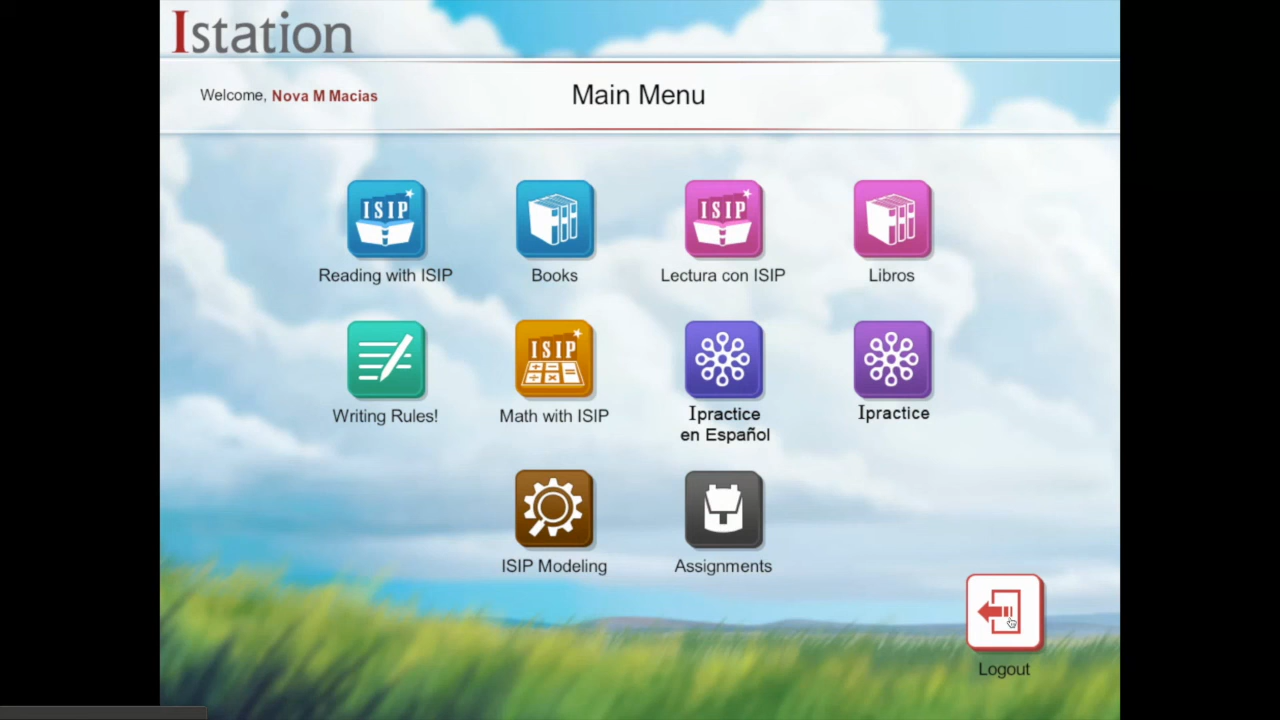 Istation
Welcome, Nova M Macias
Main Menu
ISIP
ISIP
Reading with ISIP
Books
Lectura con ISIP
Libros
ISIP
Writing Rules!
Math with ISIP
Ipractice
en Español
Ipractice
ISIP Modeling
Assignments
Logout